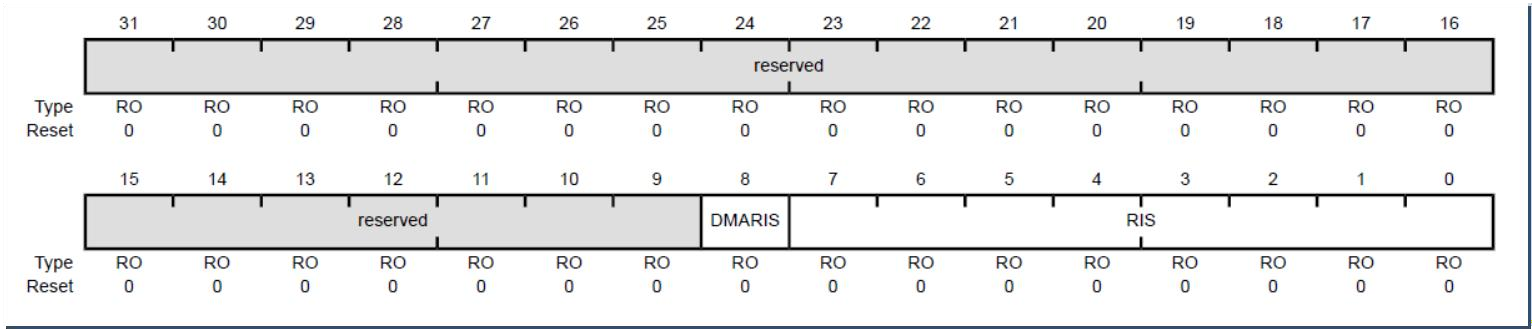 31 30 29 28 27 26 25 24 23 22 21 20 19 18 17 16
reserved
Type RO RO RO RO RO RO RO RO RO RO RO RO RO RO RO RO
Reset 0 0 0 0 0 0 0 0 0 0 0 0 0 0 0 0
15 14 13 12 11 10 9 8 7 6 5 4 3 2 1 0
reserved DMARIS RIS
Type RO RO RO RO RO RO RO RO RO RO RO RO RO RO RO RO
Reset 0 0 0 0 0 0 0 0 0 0 0 0 0 0 0 0